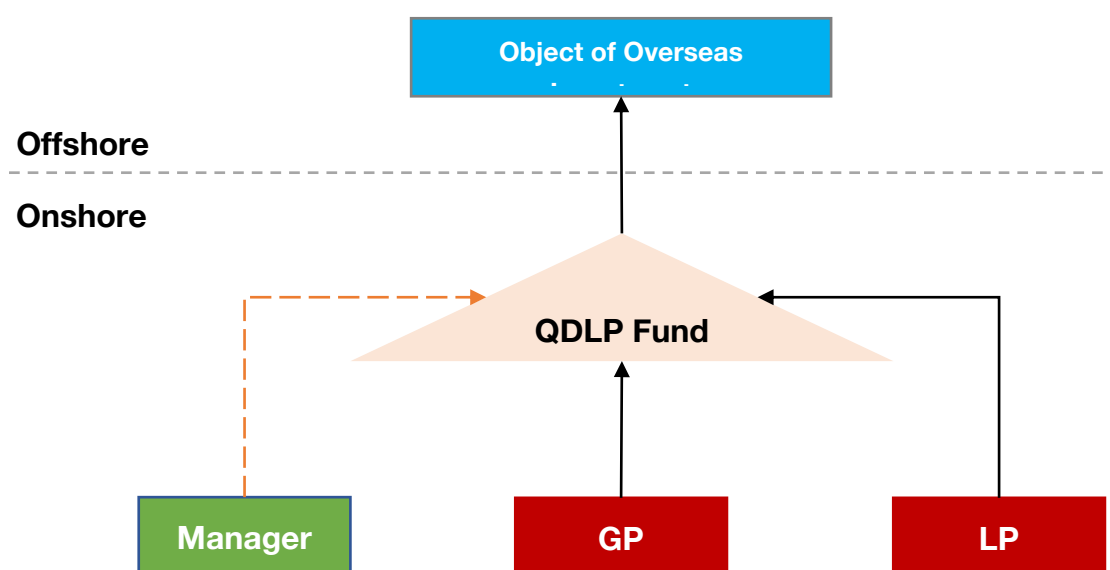 Object of Overseas
Offshore
Onshore
QDLP Fund
Manager
GP
LP